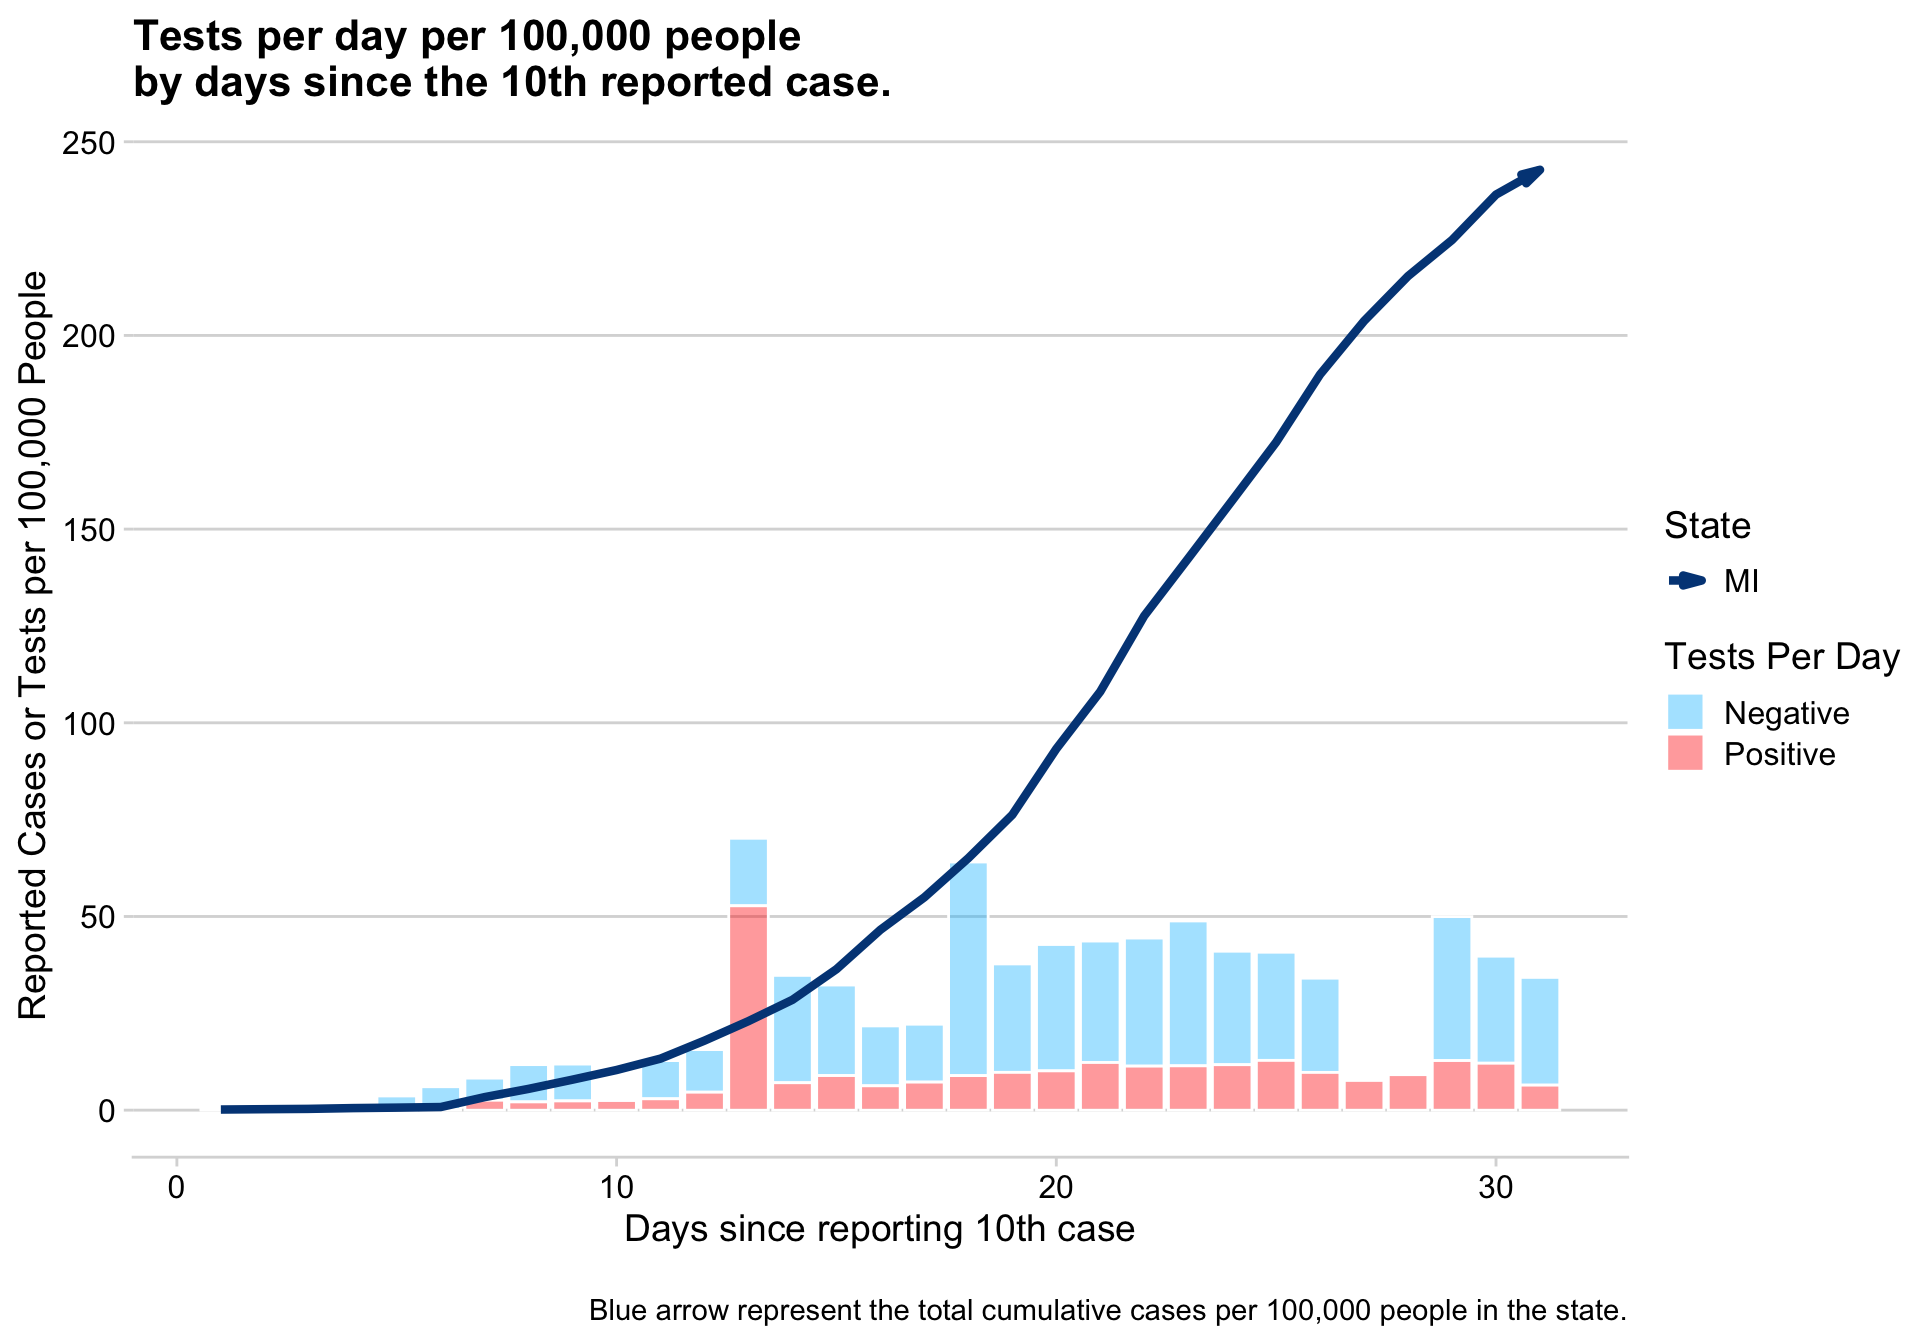 Tests per day per 100,000 people
by days since the 10th reported case.
250
200
150
100
50
0
Reported Cases or Tests per 100,000 People
0
10
20
30
Days since reporting 10th case
State
MI
Tests Per Day
Negative
Positive
Blue arrow represent the total cumulative cases per 100,000 people in the state.